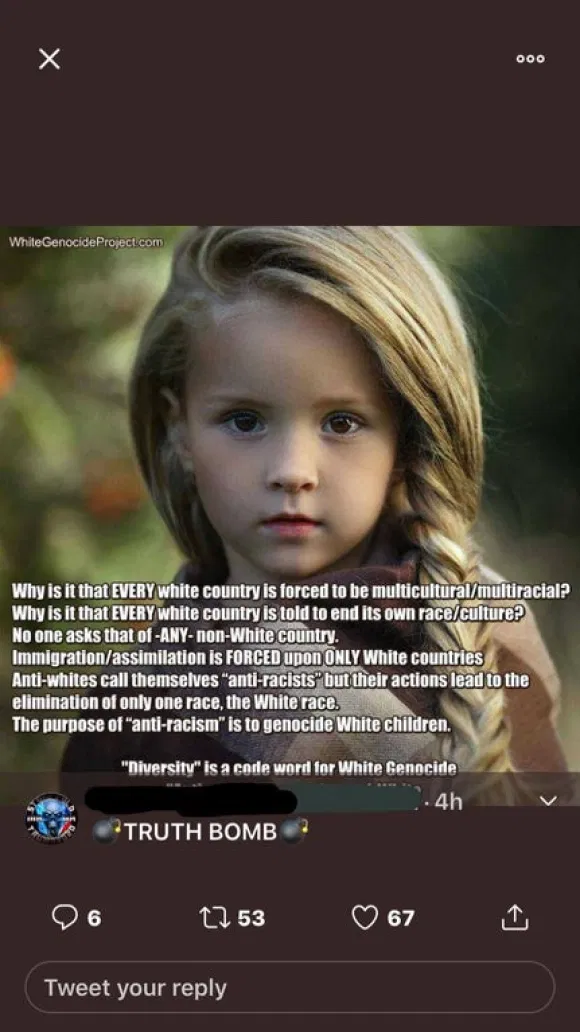 WhiteGenocideProject.com
Why is it that EVERY white country is forced to be multicultural/multiracial?
Why is it that EVERY white country is told to end its own race/culture?
No one asks that of -ANY- non-White country.
Immigration/assimilation is FORCED upon ONLY White countries
Anti-whites call themselves “anti-racists” but their actions lead to the
elimination of only one race, the White race.
The purpose of “anti-racism” is to genocide White children.
"Diversity" is a code word for White Genocide
· 4h
💣TRUTH BOMB💣
6 53 67
Tweet your reply